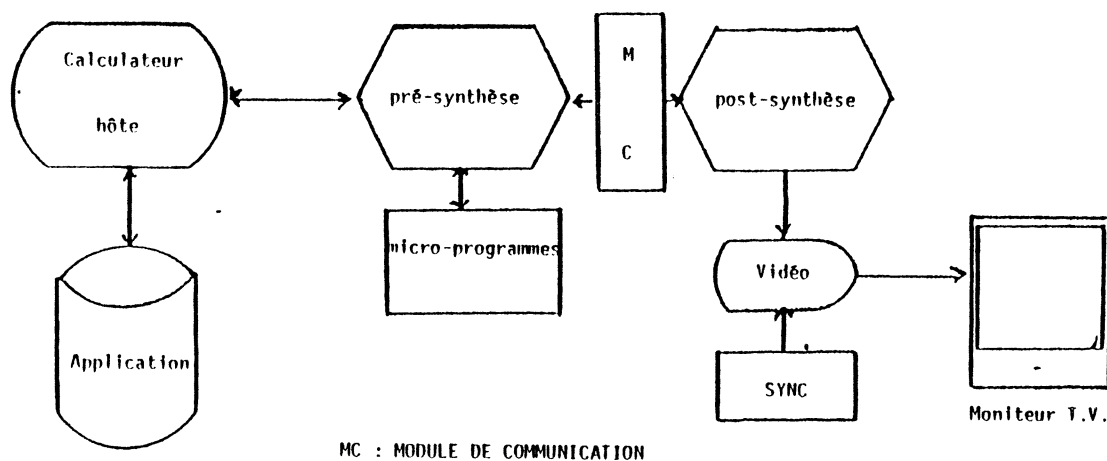 Calculateur
hôte
pré-synthèse
M
C
post-synthèse
micro-programmes
Vidéo
Application
SYNC
Moniteur T.V.
MC : MODULE DE COMMUNICATION